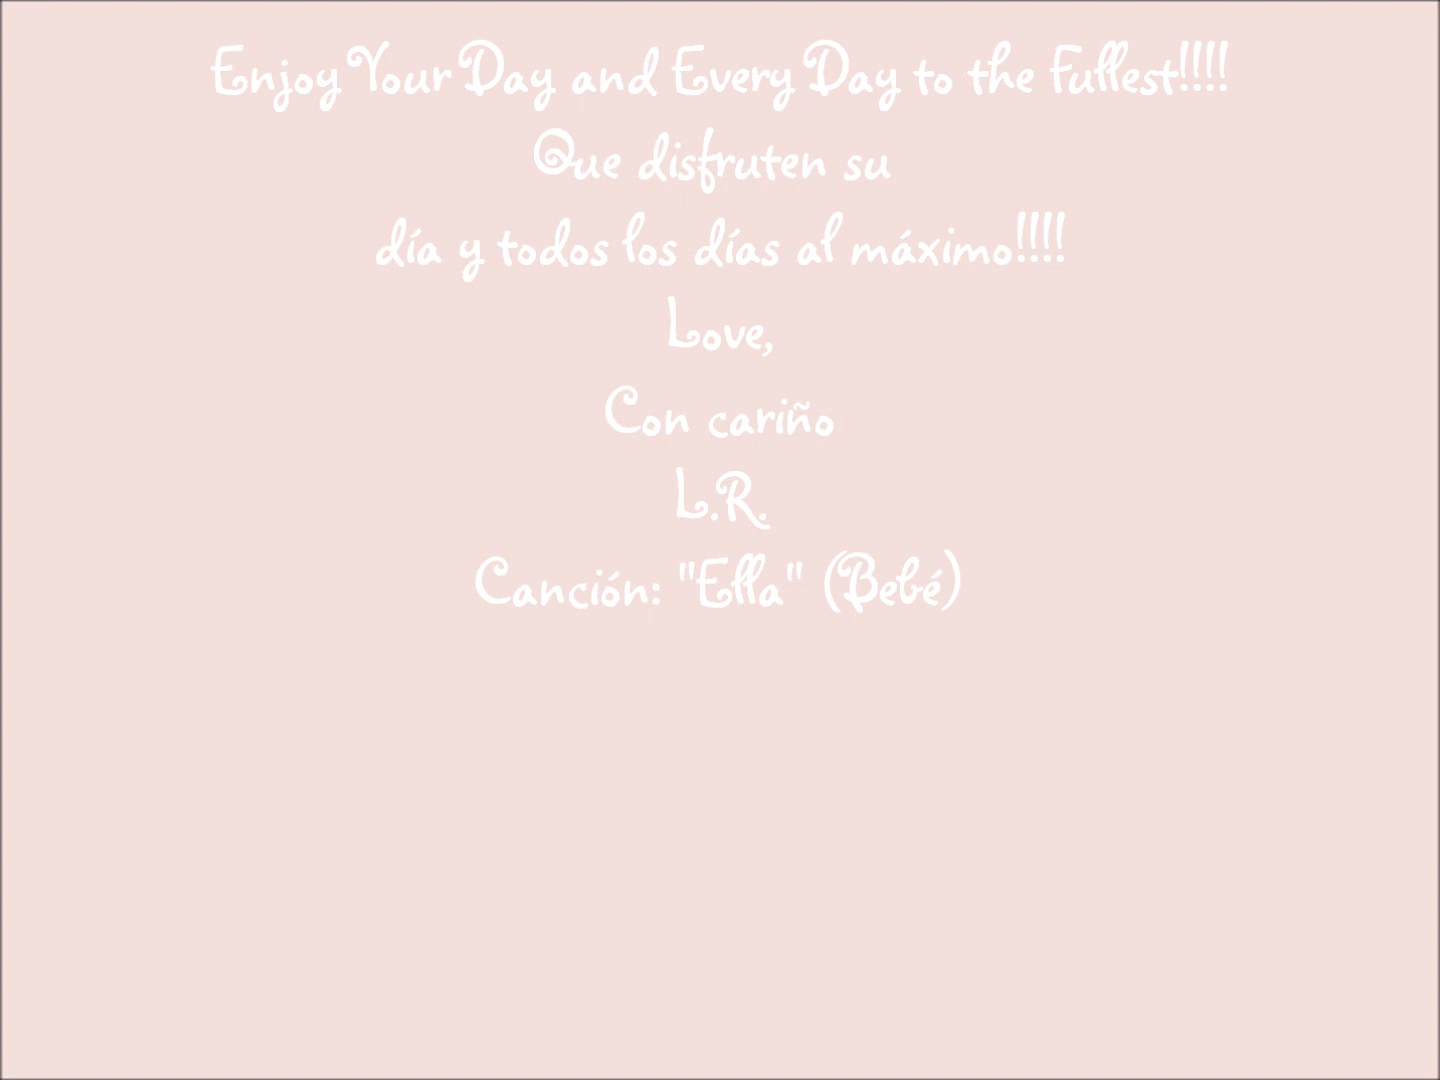 Enjoy Your Day and Every Day to the Fullest!!!!
Que disfruten su
día y todos los días al máximo!!!!
Love,
Con cariño
L.R.
Canción: "Ella" (Bebé)